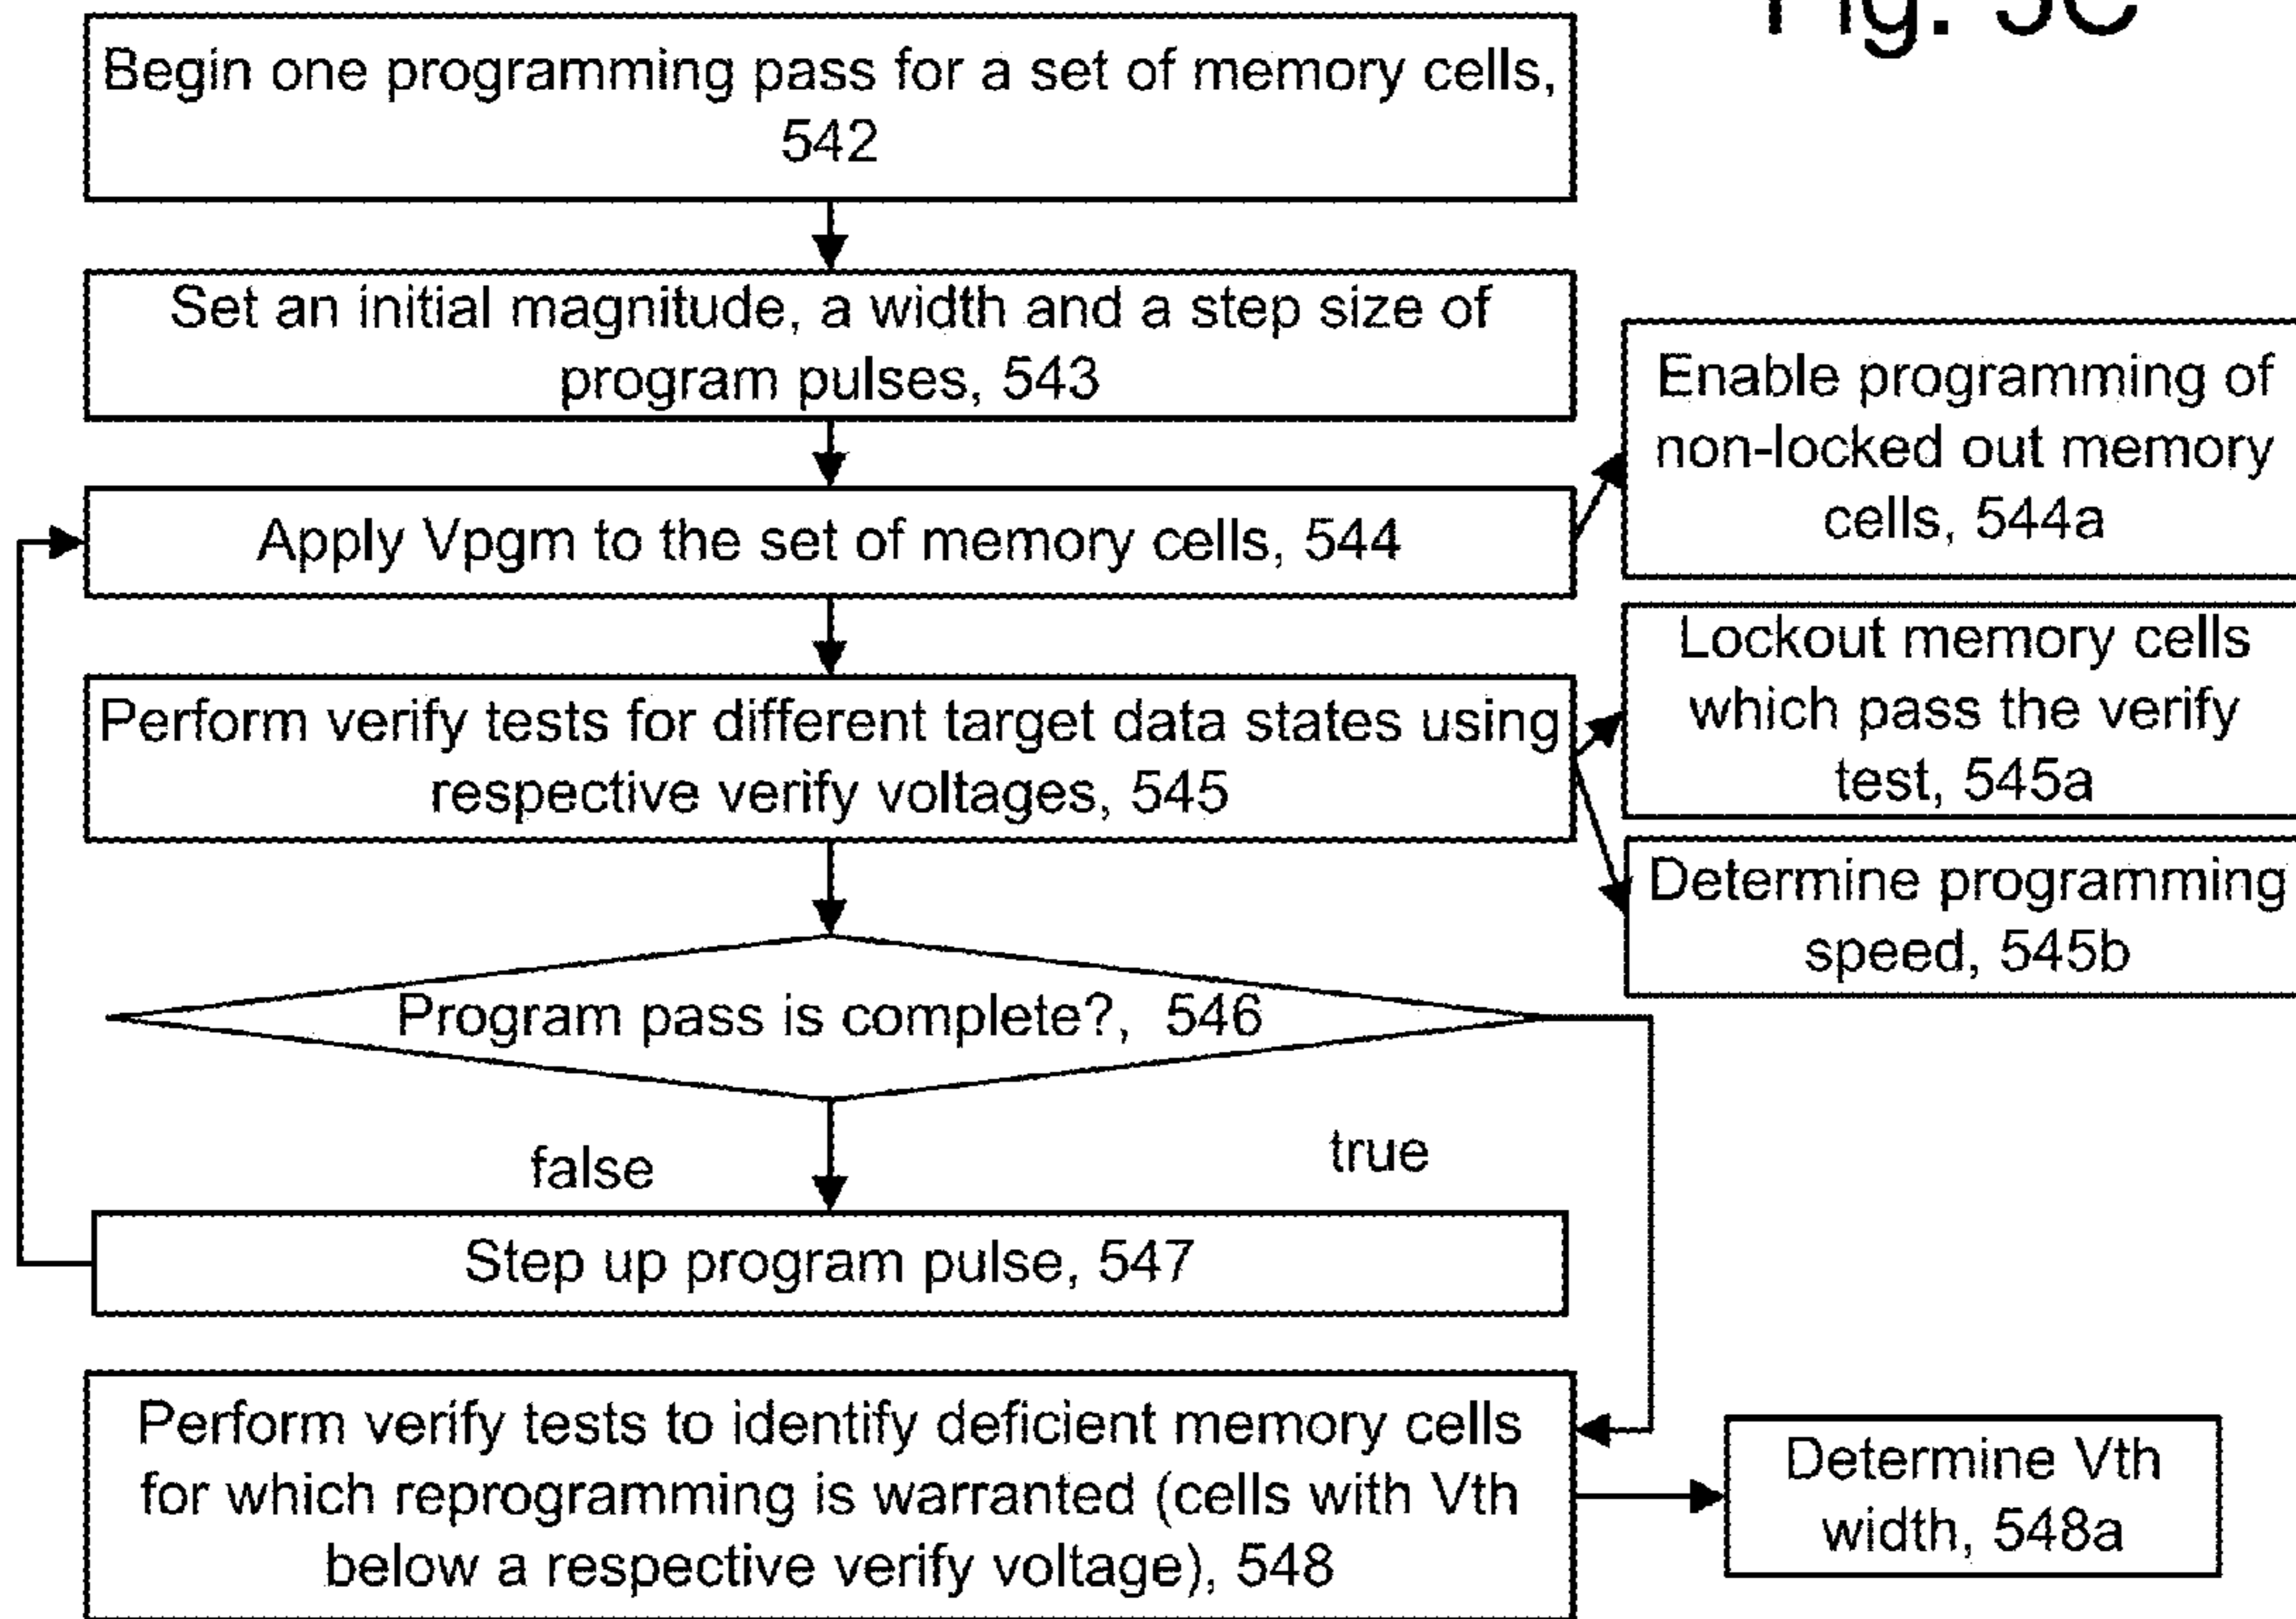 Fig. 5C
Begin one programming pass for a set of memory cells,
542
Set an initial magnitude, a width and a step size of
program pulses, 543
Apply Vpgm to the set of memory cells, 544
Enable programming of
non-locked out memory
cells, 544a
Perform verify tests for different target data states using
respective verify voltages, 545
Lockout memory cells
which pass the verify
test, 545a
Determine programming
speed, 545b
Program pass is complete?, 546
false
true
Step up program pulse, 547
Perform verify tests to identify deficient memory cells
for which reprogramming is warranted (cells with Vth
below a respective verify voltage), 548
Determine Vth
width, 548a